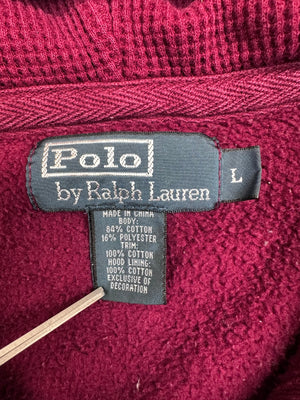 Polo
by Ralph Lauren
L
MADE IN CHINA
BODY:
84% COTTON
16% POLYESTER
TRIM:
100% COTTON
HOOD LINING:
100% COTTON
EXCLUSIVE OF
DECORATION